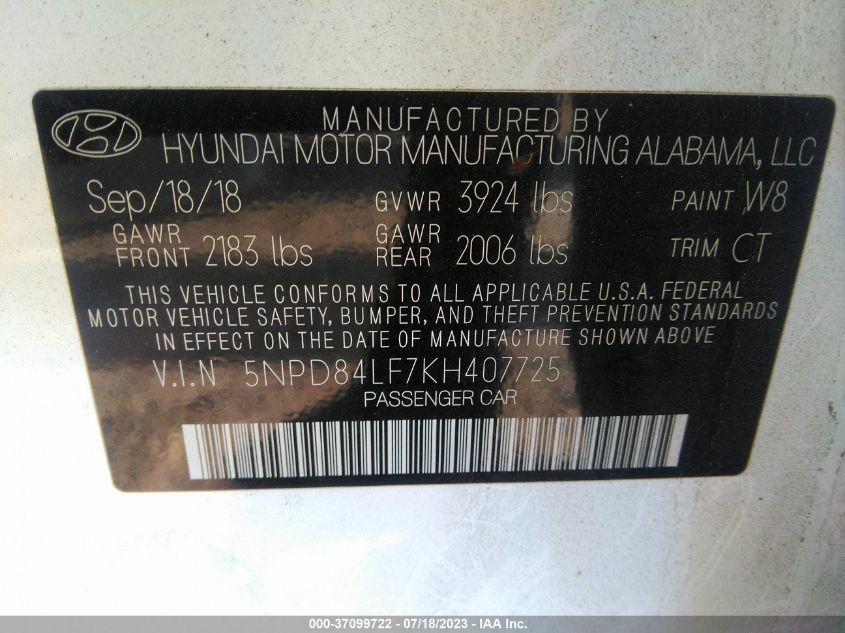 MANUFACTURED BY
HYUNDAI MOTOR MANUFACTURING ALABAMA, LLC
Sep/18/18 GVWR 3924 lbs PAINT W8
GAWR FRONT 2183 lbs GAWR REAR 2006 lbs TRIM CT
THIS VEHICLE CONFORMS TO ALL APPLICABLE U.S.A. FEDERAL
MOTOR VEHICLE SAFETY, BUMPER, AND THEFT PREVENTION STANDARDS
IN EFFECT ON THE DATE OF MANUFACTURE SHOWN ABOVE
V.I.N 5NPD84LF7KH407725
PASSENGER CAR
000-37099722 - 07/18/2023 - IAA Inc.